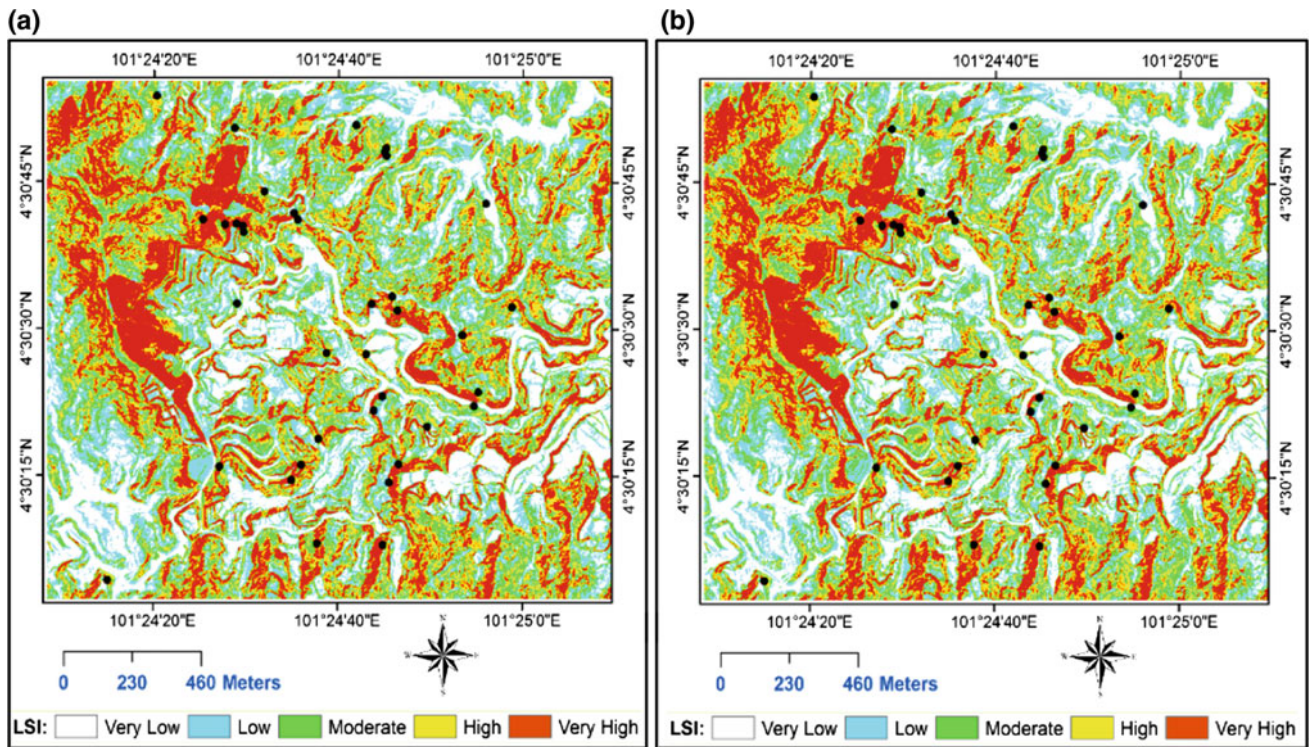 (a)
101°24'20"E 101°24'40"E 101°25'0"E
4°30'45"N 4°30'45"N
4°30'30"N 4°30'30"N
4°30'15"N 4°30'15"N
101°24'20"E 101°24'40"E 101°25'0"E
N
W
S
0 230 460 Meters
LSI: Very Low Low Moderate High Very High
(b)
101°24'20"E 101°24'40"E 101°25'0"E
4°30'45"N 4°30'45"N
4°30'30"N 4°30'30"N
4°30'15"N 4°30'15"N
101°24'20"E 101°24'40"E 101°25'0"E
N
W
S
0 230 460 Meters
LSI: Very Low Low Moderate High Very High